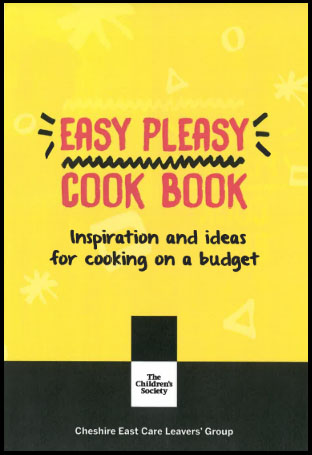 EASY PLEASY
COOK BOOK
Inspiration and ideas
for cooking on a budget
The
Children's
Society
Cheshire East Care Leavers' Group